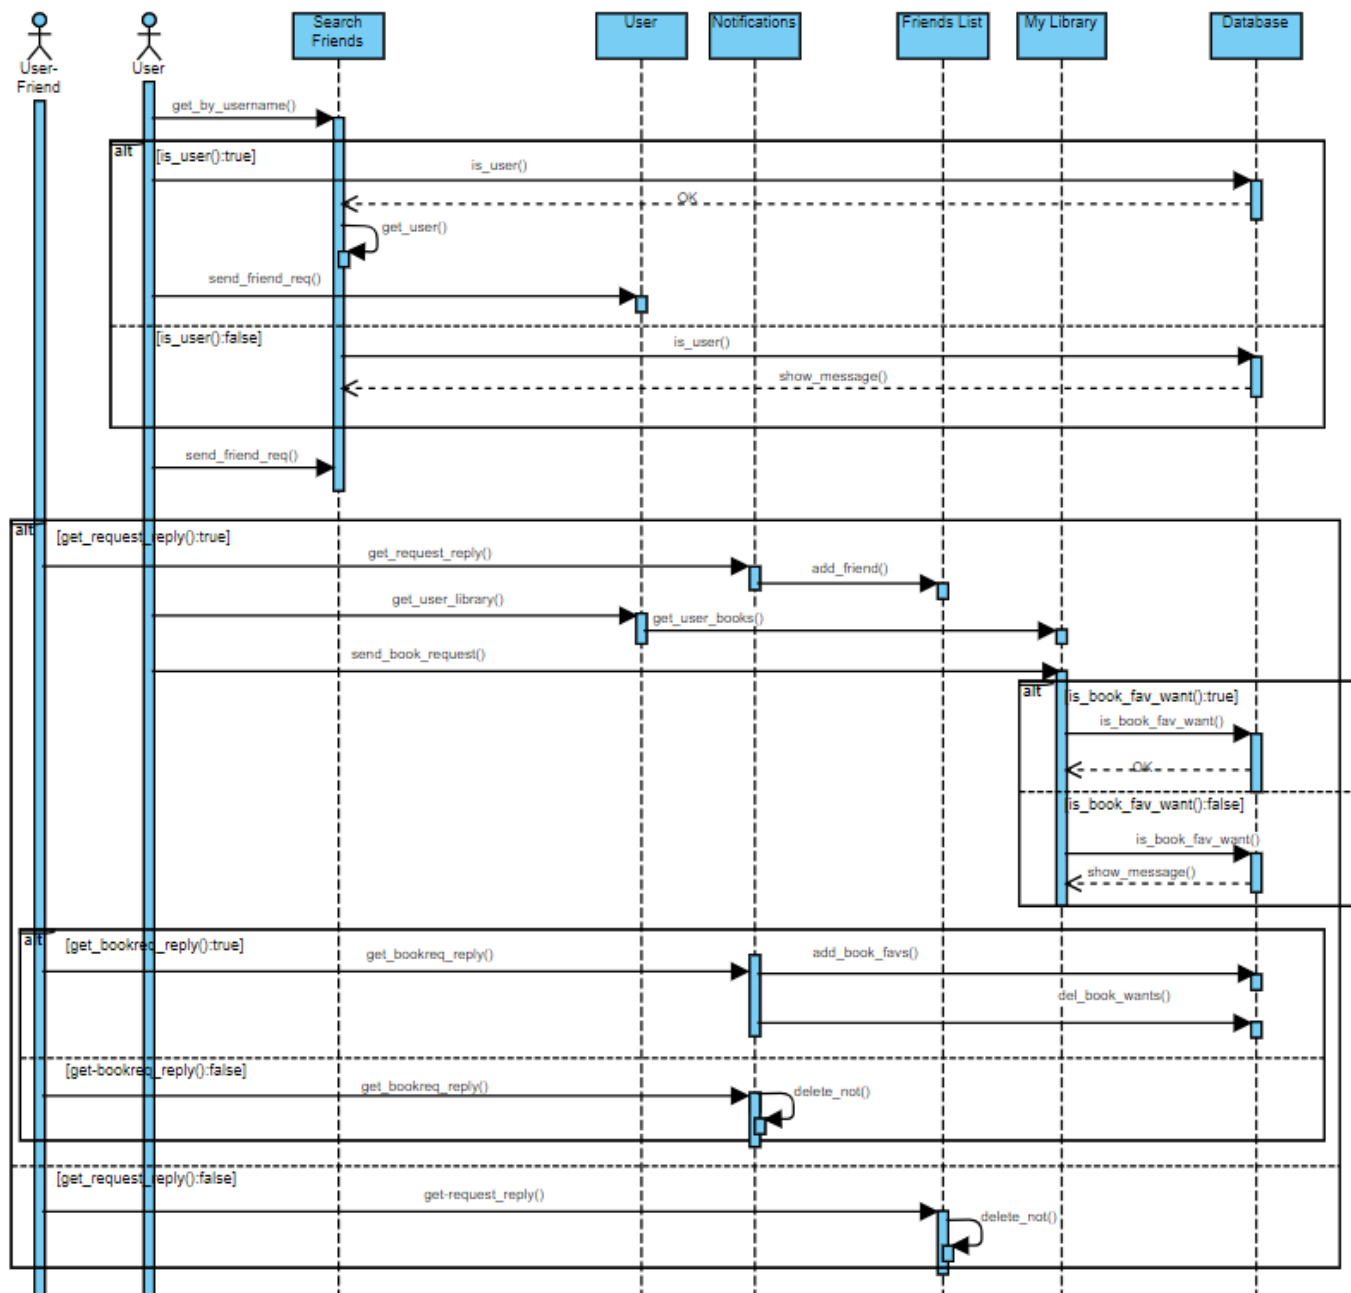 User-
Friend
User
Search
Friends
User
Notifications
Friends List
My Library
Database
get_by_username()
alt
[is_user():true]
is_user()
OK
get_user()
send_friend_req()
[is_user():false]
is_user()
show_message()
send_friend_req()
alt
[get_request_reply():true]
get_request_reply()
add_friend()
get_user_library()
get_user_books()
send_book_request()
alt
[is_book_fav_want():true]
is_book_fav_want()
OK
[is_book_fav_want():false]
is_book_fav_want()
show_message()
alt
[get_bookreq_reply():true]
get_bookreq_reply()
add_book_favs()
del_book_wants()
[get-bookreq_reply():false]
get_bookreq_reply()
delete_not()
[get_request_reply():false]
get-request_reply()
delete_not()